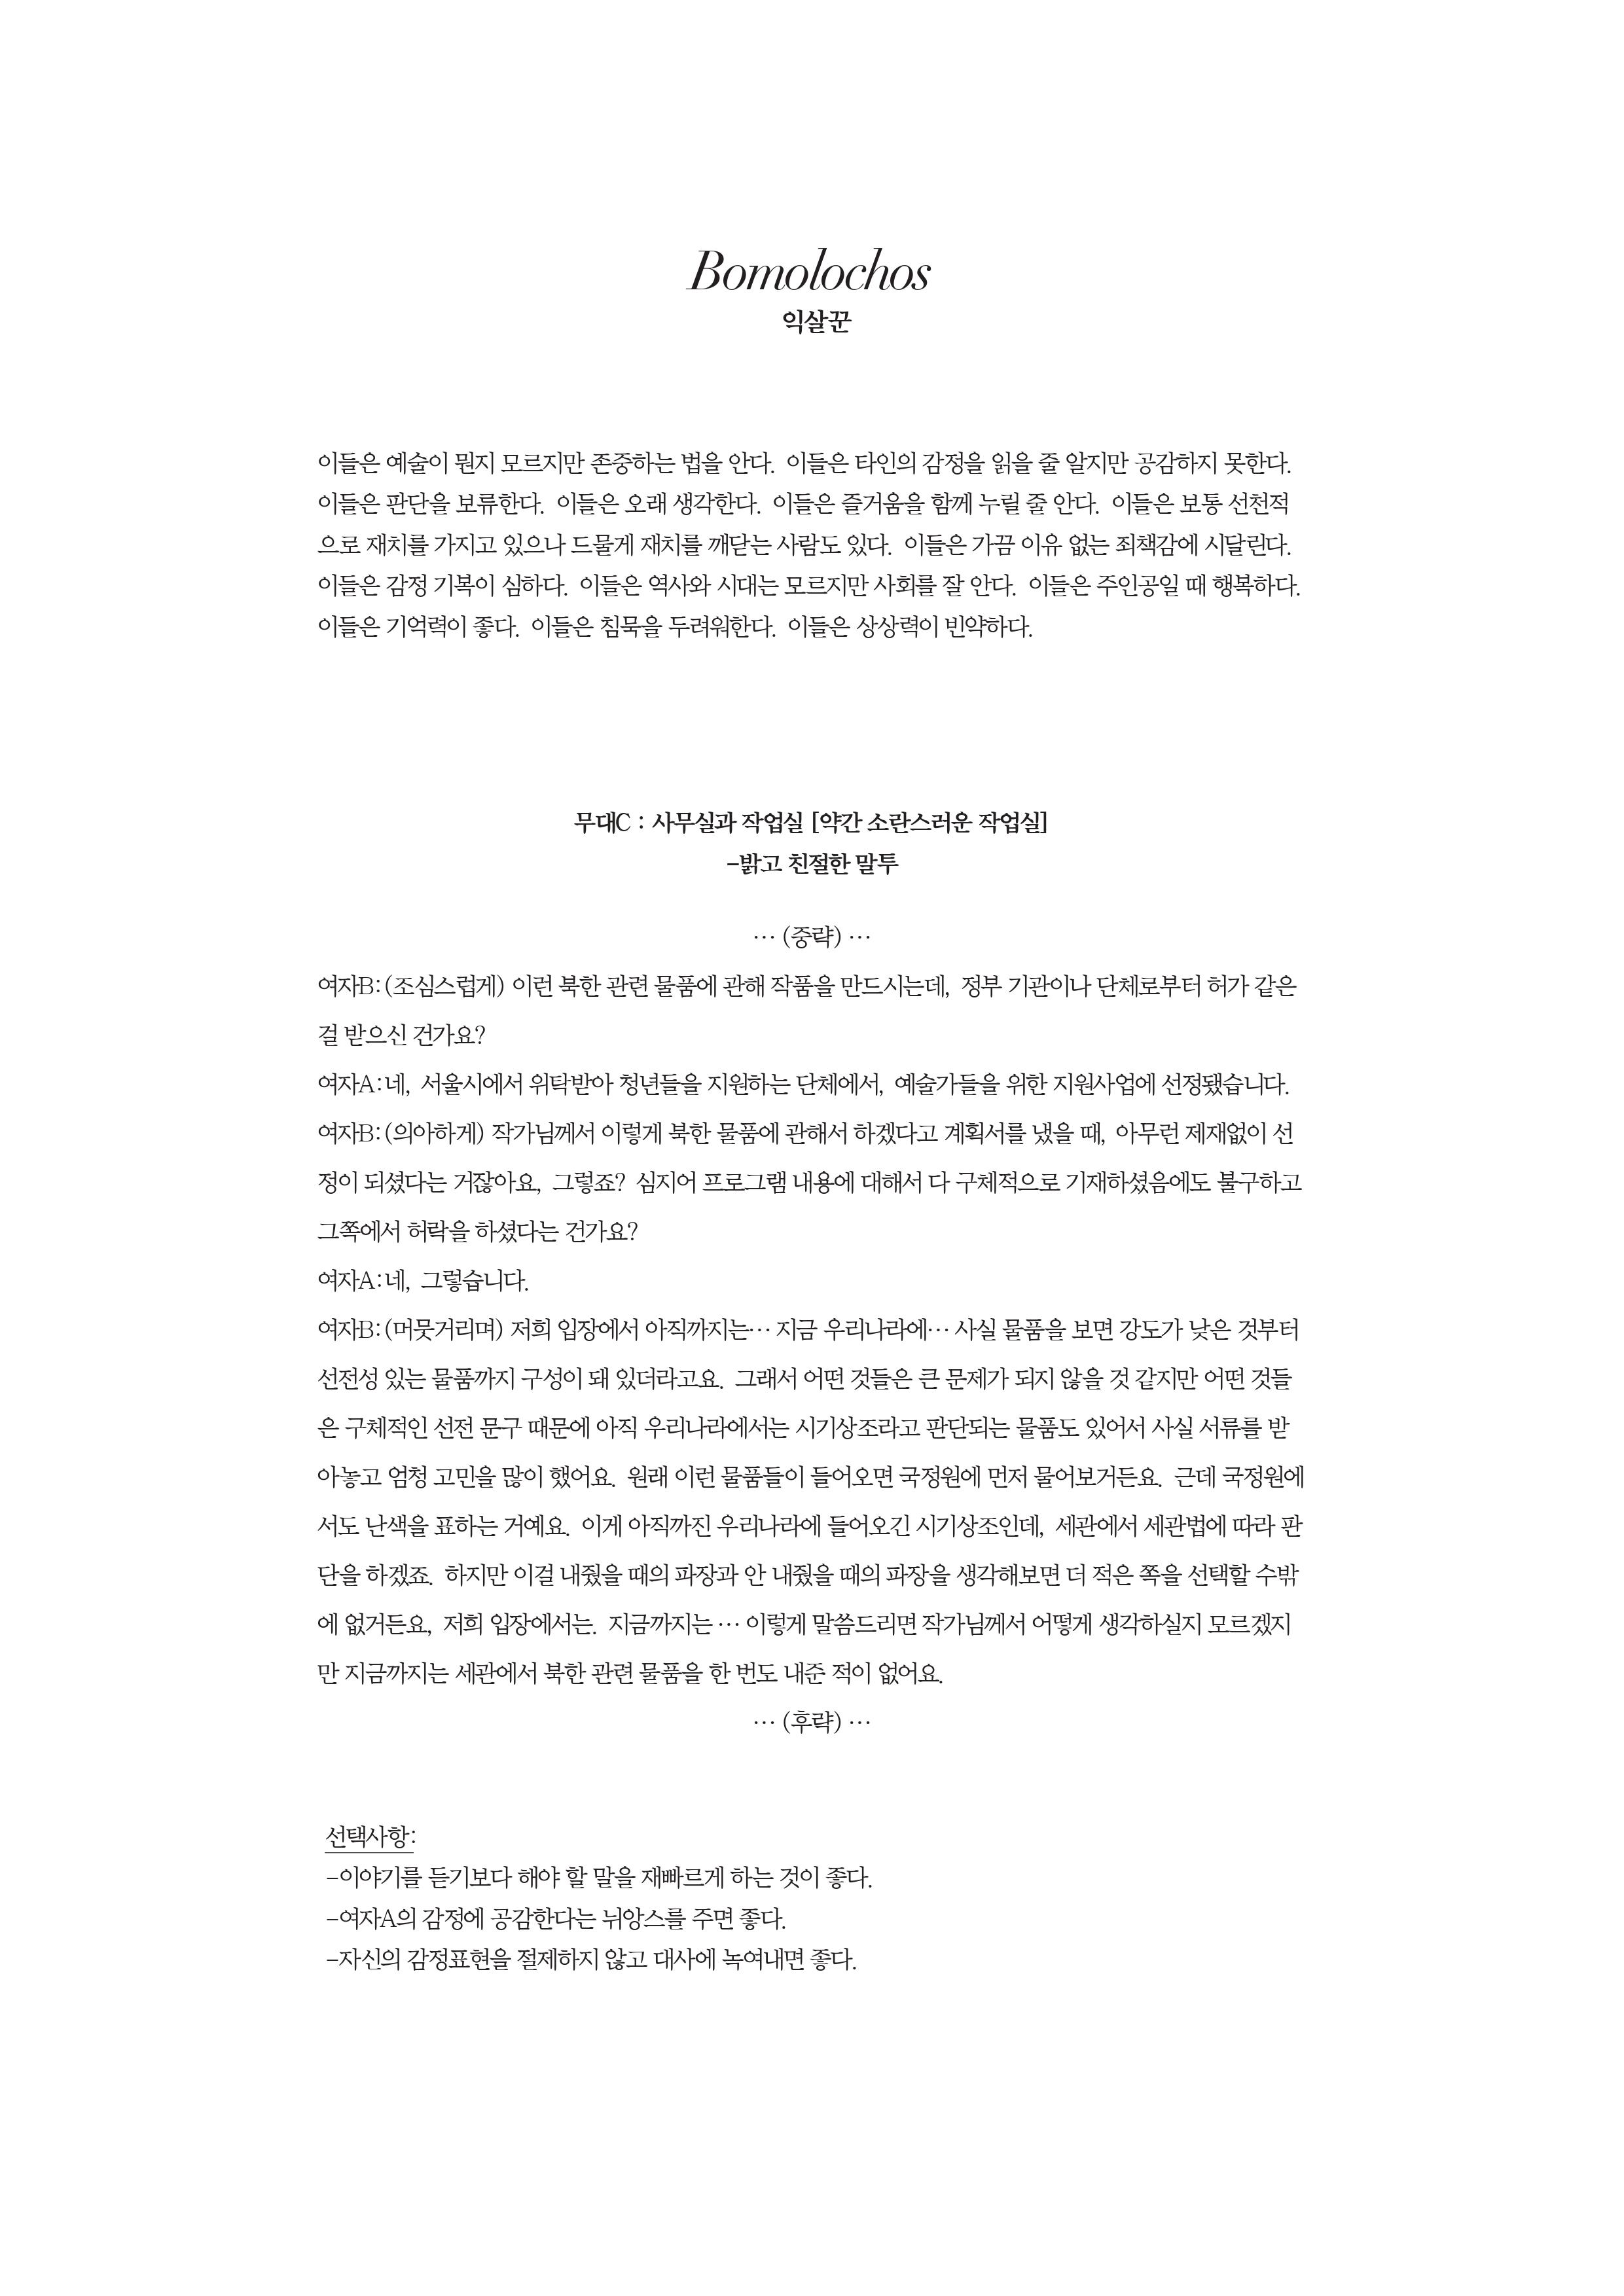 Bomolochos
익살꾼
이들은 예술이 뭔지 모르지만 존중하는 법을 안다. 이들은 타인의 감정을 읽을 줄 알지만 공감하지 못한다.
이들은 판단을 보류한다. 이들은 오래 생각한다. 이들은 즐거움을 함께 누릴 줄 안다. 이들은 보통 선천적
으로 재치를 가지고 있으나 드물게 재치를 깨닫는 사람도 있다. 이들은 가끔 이유 없는 죄책감에 시달린다.
이들은 감정 기복이 심하다. 이들은 역사와 시대는 모르지만 사회를 잘 안다. 이들은 주인공일 때 행복하다.
이들은 기억력이 좋다. 이들은 침묵을 두려워한다. 이들은 상상력이 빈약하다.
무대C : 사무실과 작업실 [약간 소란스러운 작업실]
-밝고 친절한 말투
… (중략) …
여자B:(조심스럽게) 이런 북한 관련 물품에 관해 작품을 만드시는데, 정부 기관이나 단체로부터 허가 같은
걸 받으신 건가요?
여자A:네, 서울시에서 위탁받아 청년들을 지원하는 단체에서, 예술가들을 위한 지원사업에 선정됐습니다.
여자B:(의아하게) 작가님께서 이렇게 북한 물품에 관해서 하겠다고 계획서를 냈을 때, 아무런 제재없이 선
정이 되셨다는 거잖아요, 그렇죠? 심지어 프로그램 내용에 대해서 다 구체적으로 기재하셨음에도 불구하고
그쪽에서 허락을 하셨다는 건가요?
여자A:네, 그렇습니다.
여자B:(머뭇거리며) 저희 입장에서 아직까지는… 지금 우리나라에… 사실 물품을 보면 강도가 낮은 것부터
선전성 있는 물품까지 구성이 돼 있더라고요. 그래서 어떤 것들은 큰 문제가 되지 않을 것 같지만 어떤 것들
은 구체적인 선전 문구 때문에 아직 우리나라에서는 시기상조라고 판단되는 물품도 있어서 사실 서류를 받
아놓고 엄청 고민을 많이 했어요. 원래 이런 물품들이 들어오면 국정원에 먼저 물어보거든요. 근데 국정원에
서도 난색을 표하는 거예요. 이게 아직까진 우리나라에 들어오긴 시기상조인데, 세관에서 세관법에 따라 판
단을 하겠죠. 하지만 이걸 내줬을 때의 파장과 안 내줬을 때의 파장을 생각해보면 더 적은 쪽을 선택할 수밖
에 없거든요, 저희 입장에서는. 지금까지는 … 이렇게 말씀드리면 작가님께서 어떻게 생각하실지 모르겠지
만 지금까지는 세관에서 북한 관련 물품을 한 번도 내준 적이 없어요.
… (후략) …
선택사항:
-이야기를 듣기보다 해야 할 말을 재빠르게 하는 것이 좋다.
-여자A의 감정에 공감한다는 뉘앙스를 주면 좋다.
-자신의 감정표현을 절제하지 않고 대사에 녹여내면 좋다.